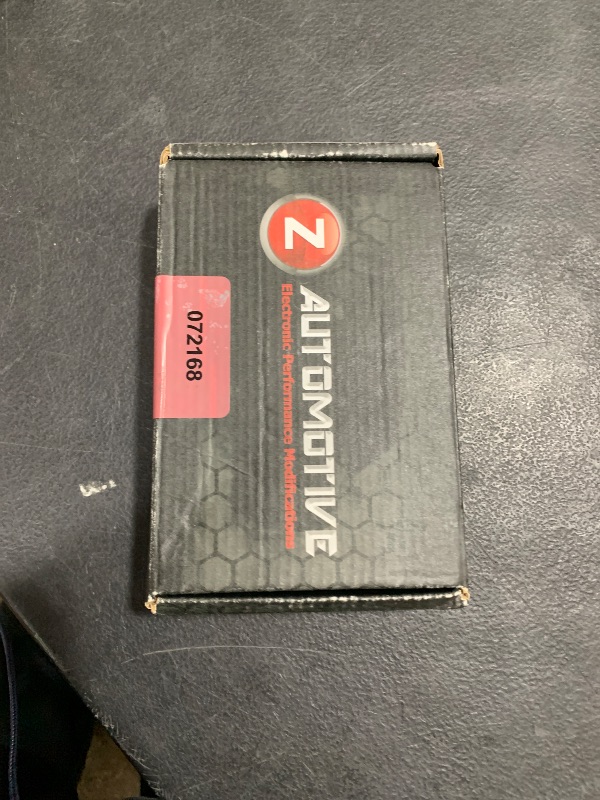 Z
AUTOMOTIVE
Electronic Performance Modifications
072168